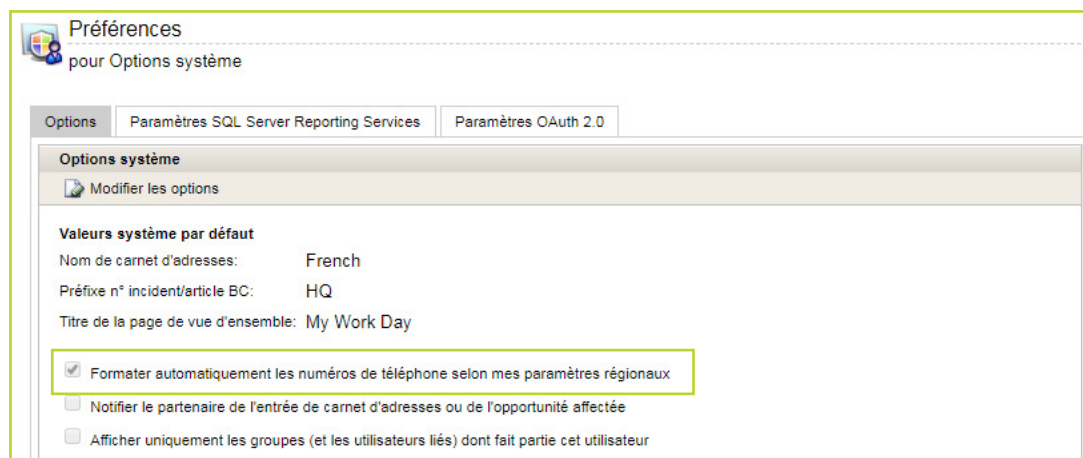 Préférences
pour Options système
Options Paramètres SQL Server Reporting Services Paramètres OAuth 2.0
Options système
Modifier les options
Valeurs système par défaut
Nom de carnet d'adresses: French
Préfixe n° incident/article BC: HQ
Titre de la page de vue d'ensemble: My Work Day
Formater automatiquement les numéros de téléphone selon mes paramètres régionaux
Notifier le partenaire de l'entrée de carnet d'adresses ou de l'opportunité affectée
Afficher uniquement les groupes (et les utilisateurs liés) dont fait partie cet utilisateur